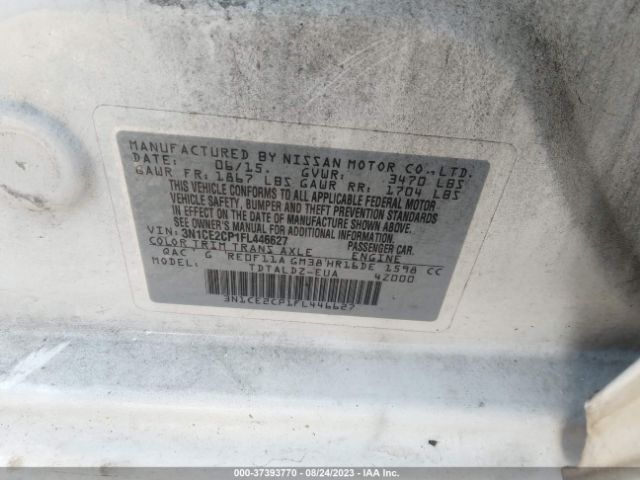 MANUFACTURED BY NISSAN MOTOR CO.,LTD.
DATE: 06/15. GVWR: 3470 LBS
GAWR FR: 1867 LBS GAWR RR: 1704 LBS
THIS VEHICLE CONFORMS TO ALL APPLICABLE FEDERAL MOTOR
VEHICLE SAFETY, BUMPER AND THEFT PREVENTION STANDARDS
IN EFFECT ON THE DATE OF MANUFACTURE SHOWN ABOVE.
SEE OWNER'S MANUAL FOR ADDITIONAL INFORMATION
VIN: 3N1CE2CP1FL446627 PASSENGER CAR.
COLOR TRIM TRANS AXLE ENGINE
QAC G RE0F11A GM38 HR16DE 1598 CC
MODEL: TDTALDZ-EUA 4Z000
3N1CE2CP1FL446627
000-37393770 - 08/24/2023 - IAA Inc.